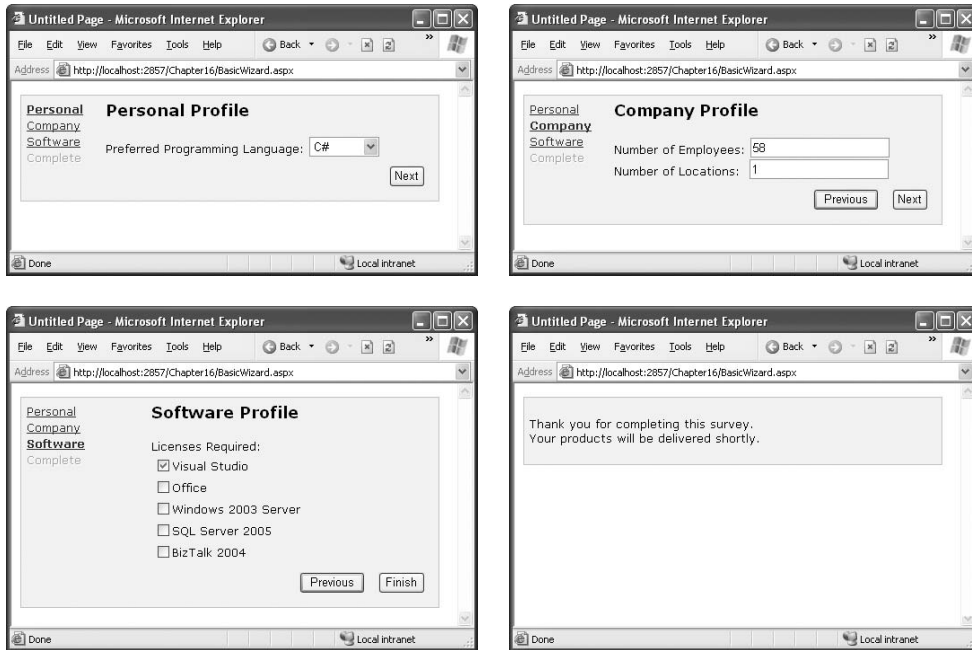 Untitled Page - Microsoft Internet Explorer
File Edit View Favorites Tools Help Back »
Address http://localhost:2857/Chapter16/BasicWizard.aspx
Personal
Company
Software
Complete
Personal Profile
Preferred Programming Language: C#
Next
Done Local intranet
Untitled Page - Microsoft Internet Explorer
File Edit View Favorites Tools Help Back »
Address http://localhost:2857/Chapter16/BasicWizard.aspx
Personal
Company
Software
Complete
Company Profile
Number of Employees: 58
Number of Locations: 1
Previous Next
Done Local intranet
Untitled Page - Microsoft Internet Explorer
File Edit View Favorites Tools Help Back »
Address http://localhost:2857/Chapter16/BasicWizard.aspx
Personal
Company
Software
Complete
Software Profile
Licenses Required:
Visual Studio
Office
Windows 2003 Server
SQL Server 2005
BizTalk 2004
Previous Finish
Done Local intranet
Untitled Page - Microsoft Internet Explorer
File Edit View Favorites Tools Help Back »
Address http://localhost:2857/Chapter16/BasicWizard.aspx
Thank you for completing this survey.
Your products will be delivered shortly.
Done Local intranet